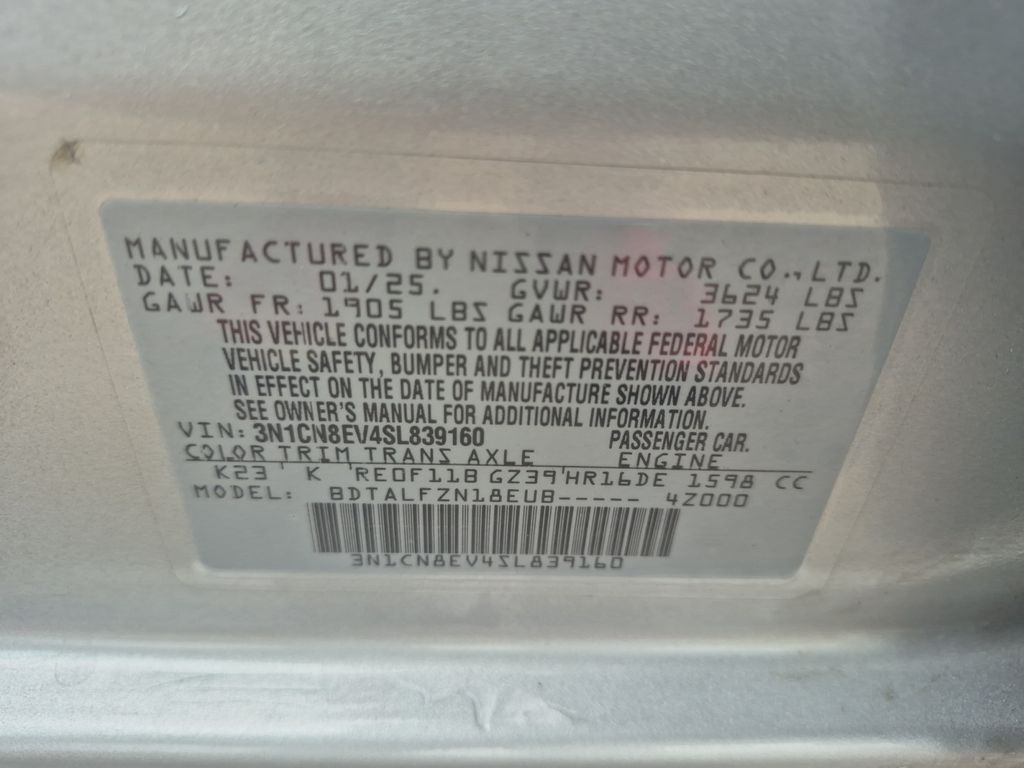 MANUFACTURED BY NISSAN MOTOR CO., LTD.
DATE: 01/25. GVWR: 3624 LBS
GAWR FR: 1905 LBS GAWR RR: 1735 LBS
THIS VEHICLE CONFORMS TO ALL APPLICABLE FEDERAL MOTOR
VEHICLE SAFETY, BUMPER AND THEFT PREVENTION STANDARDS
IN EFFECT ON THE DATE OF MANUFACTURE SHOWN ABOVE.
SEE OWNER'S MANUAL FOR ADDITIONAL INFORMATION.
VIN: 3N1CN8EV4SL839160 PASSENGER CAR.
COLOR TRIM TRANS AXLE ENGINE
K23 ' K 'RE0F11B GZ39'HR16DE 1598 CC
MODEL: BDTALFZN18EUB----- 4Z000
3N1CN8EV4SL839160